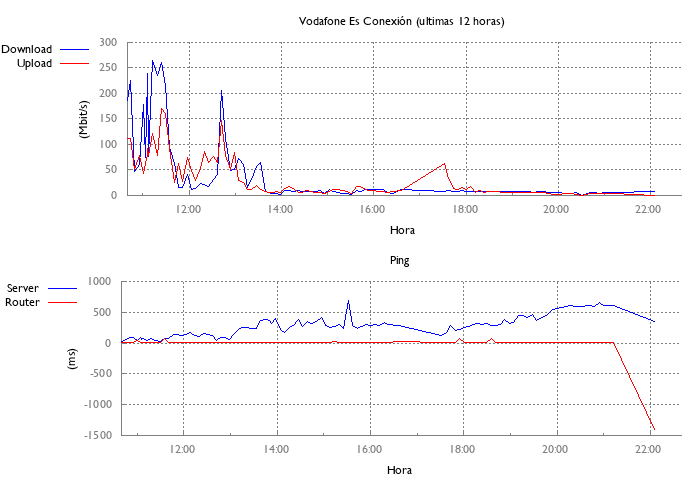 Vodafone Es Conexión (ultimas 12 horas)
Download
Upload
(Mbit/s)
300
250
200
150
100
50
0
12:00 14:00 16:00 18:00 20:00 22:00
Hora
Ping
Server
Router
(ms)
1000
500
0
-500
-1000
-1500
12:00 14:00 16:00 18:00 20:00 22:00
Hora